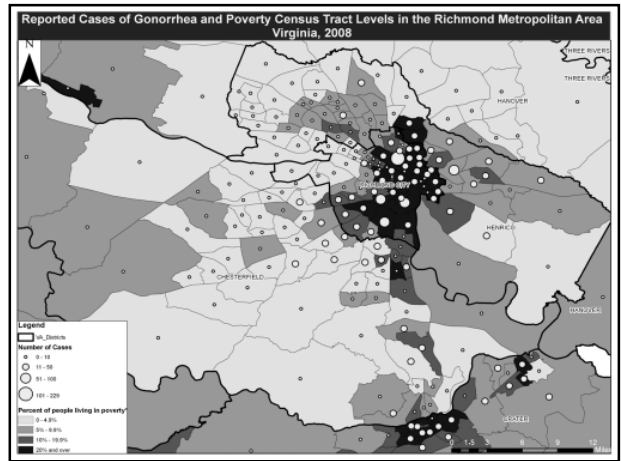 Reported Cases of Gonorrhea and Poverty Census Tract Levels in the Richmond Metropolitan Area
Virginia, 2008
N
THREE RIVERS
THREE RIVERS
HANOVER
RICHMOND CITY
HENRICO
CHESTERFIELD
HANOVER
CRATER
Legend
VA_Districts
Number of Cases
0 - 10
11 - 50
51 - 100
101 - 229
Percent of people living in poverty*
0 - 4.9%
5% - 9.9%
10% - 19.9%
20% and over
0 1.5 3 6 9 12
Miles